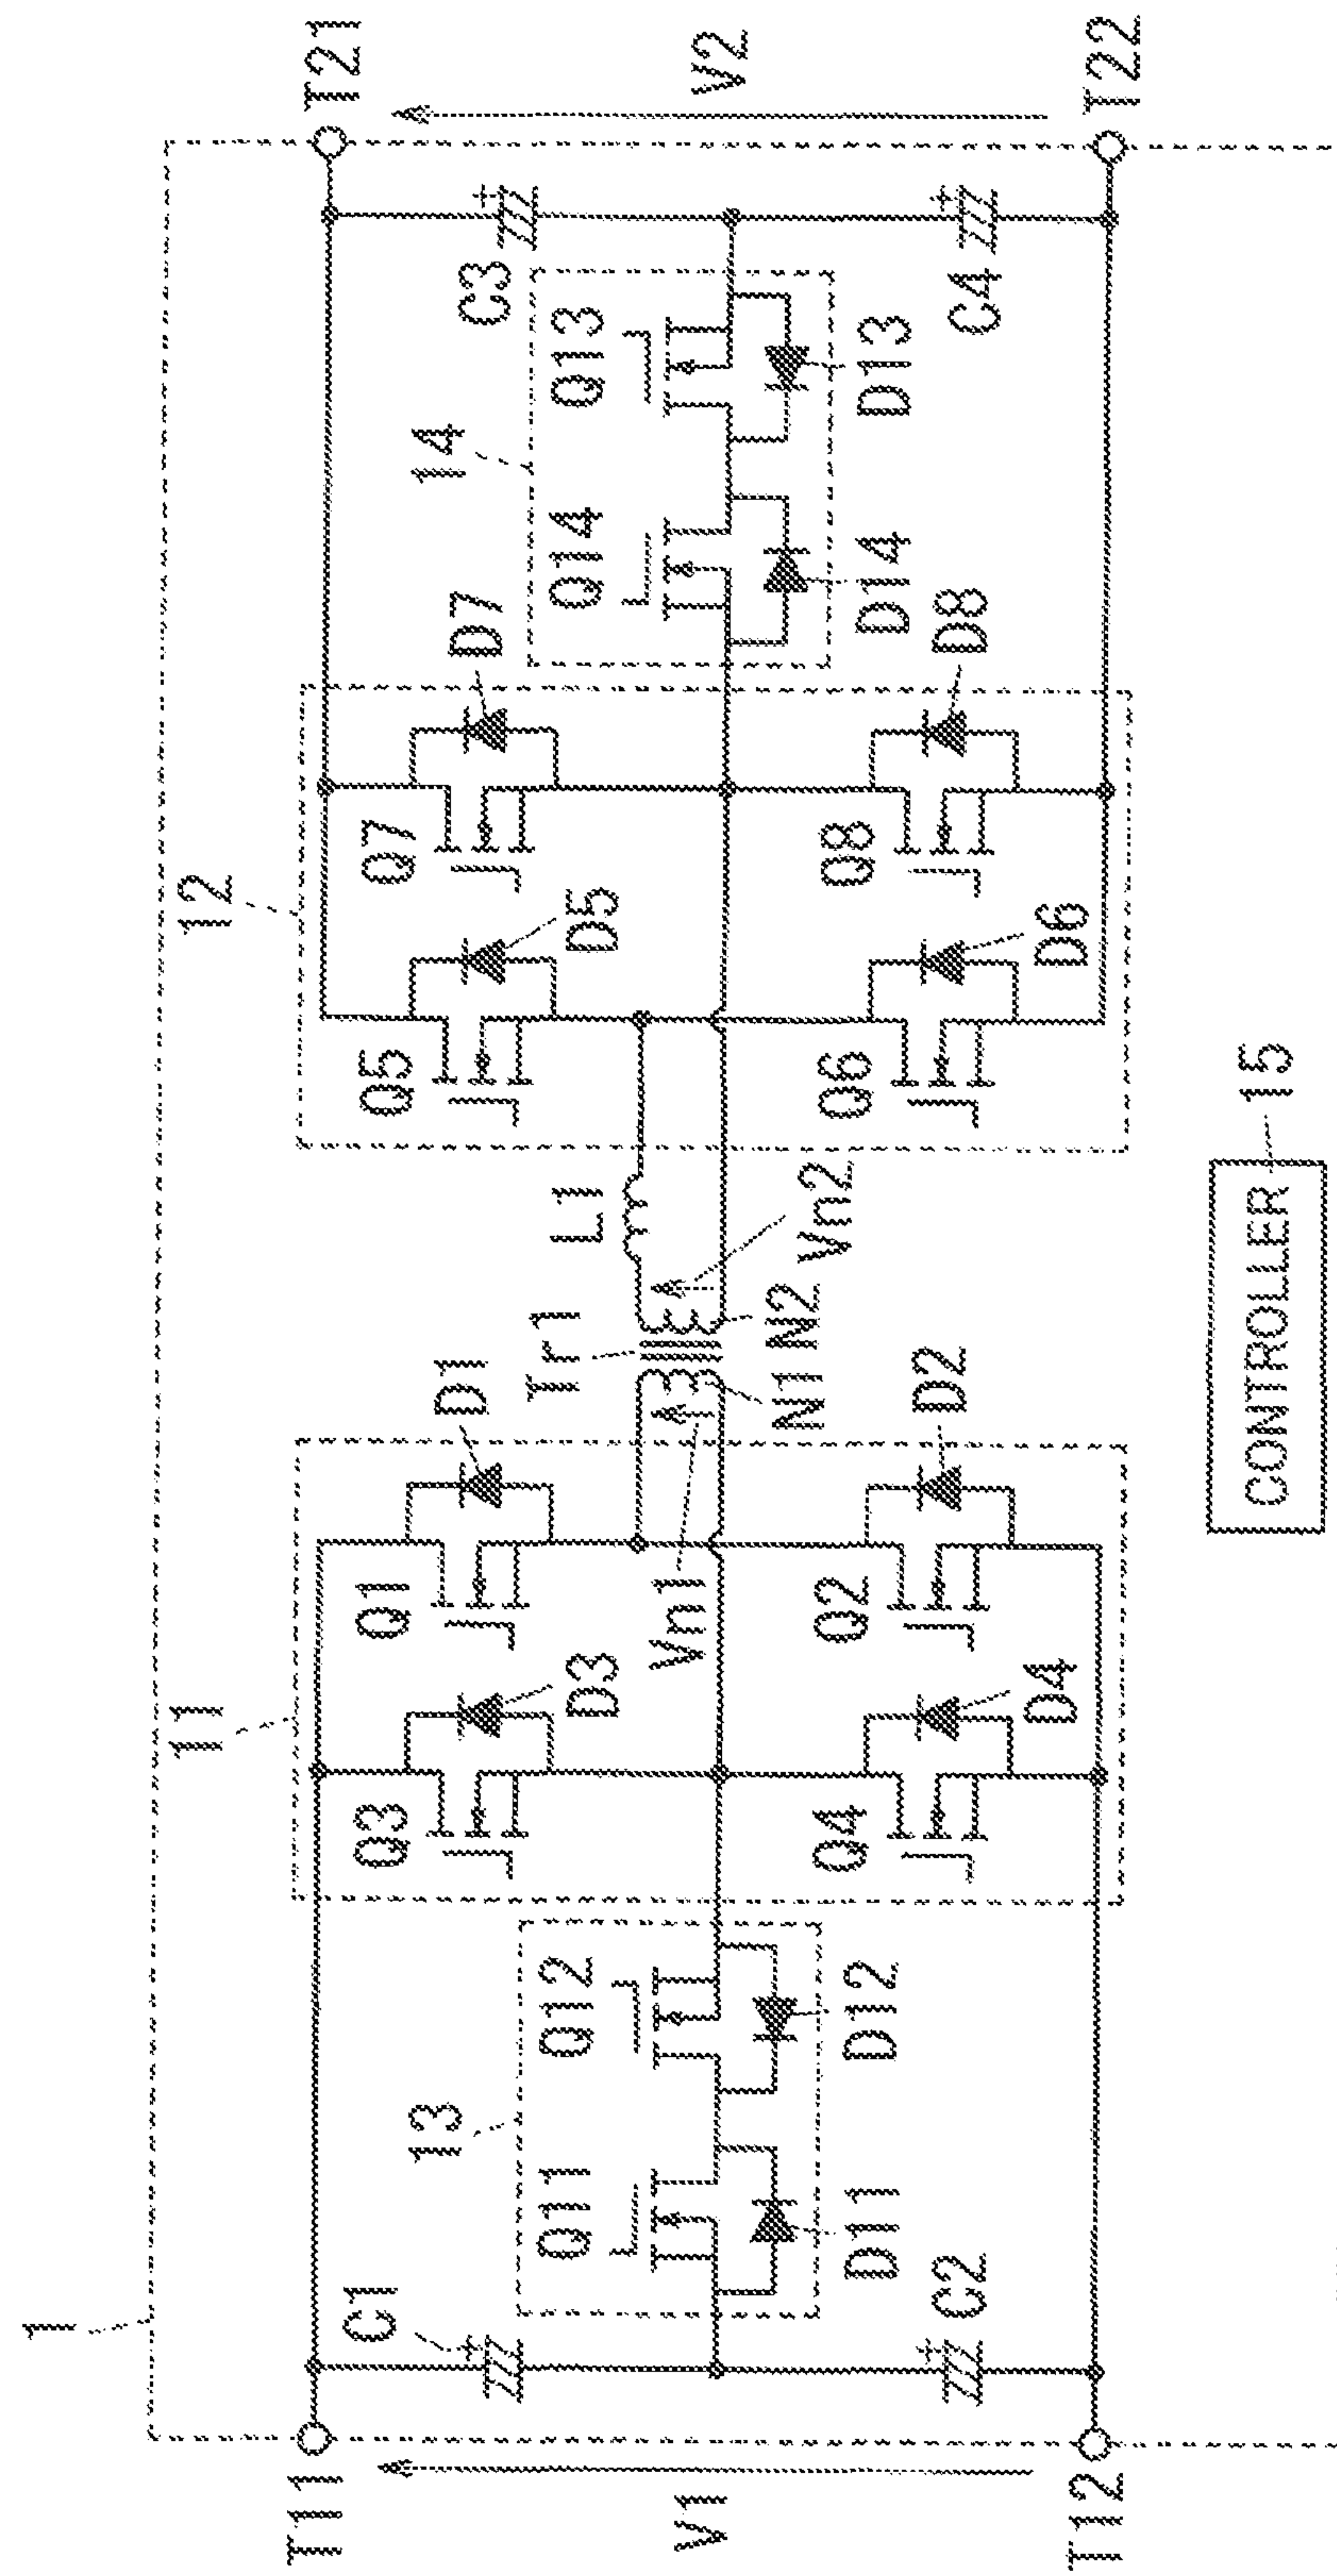 1
11
12
T11
C1
Q3
D3
Q1
D1
Tr1
L1
Q5
D5
Q7
D7
C3
T21
13
Q11
Q12
14
Q14
Q13
V1
Vn1
N1
N2
Vn2
V2
D11
D12
D14
D13
T12
C2
Q4
D4
Q2
D2
Q6
D6
Q8
D8
C4
T22
CONTROLLER
15